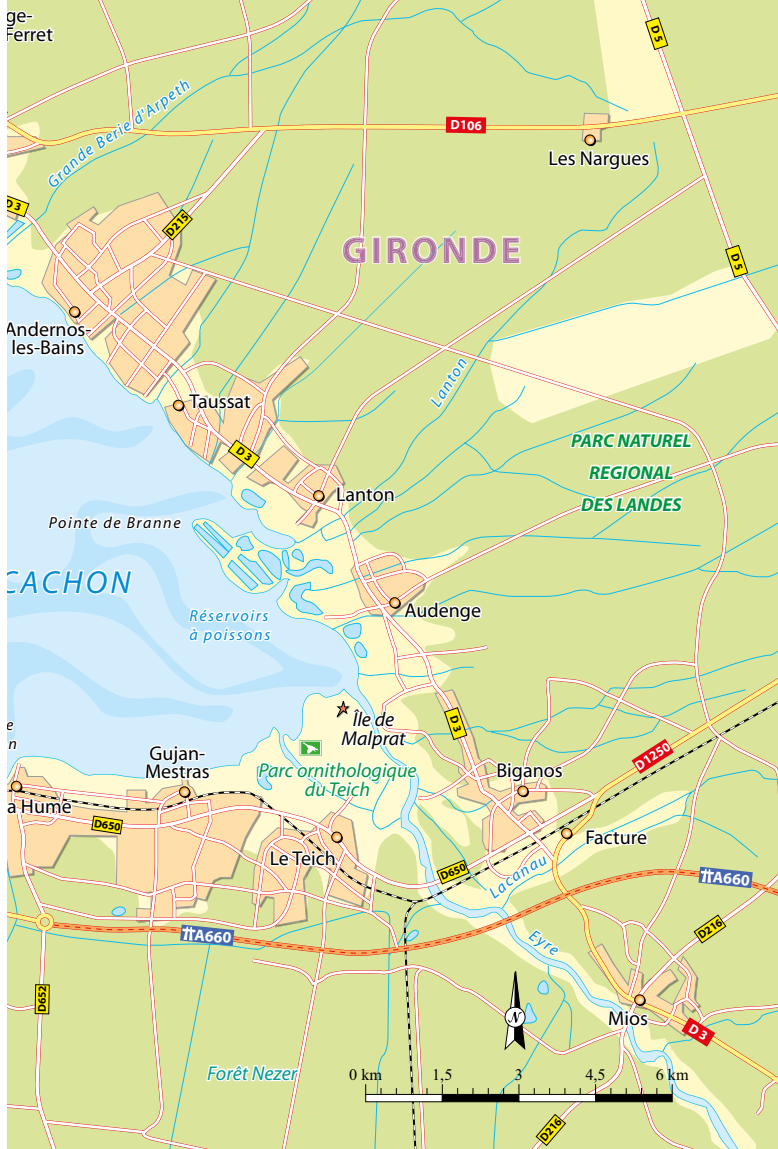 ge-
Ferret
Grande Berie d'Arpeth
D5
D106
Les Nargues
D3
D215
GIRONDE
D5
Andernos-
les-Bains
Taussat
Lanton
D3
PARC NATUREL
REGIONAL
DES LANDES
Lanton
Pointe de Branne
CACHON
Réservoirs
à poissons
Audenge
Île de
Malprat
D3
e
n
Gujan-
Mestras
Parc ornithologique
du Teich
Biganos
D1250
a Hume
D650
Le Teich
Facture
D650
Lacanau
A660
A660
D216
Eyre
D652
N
Mios
D3
Forêt Nezer
0 km 1,5 3 4,5 6 km
D216